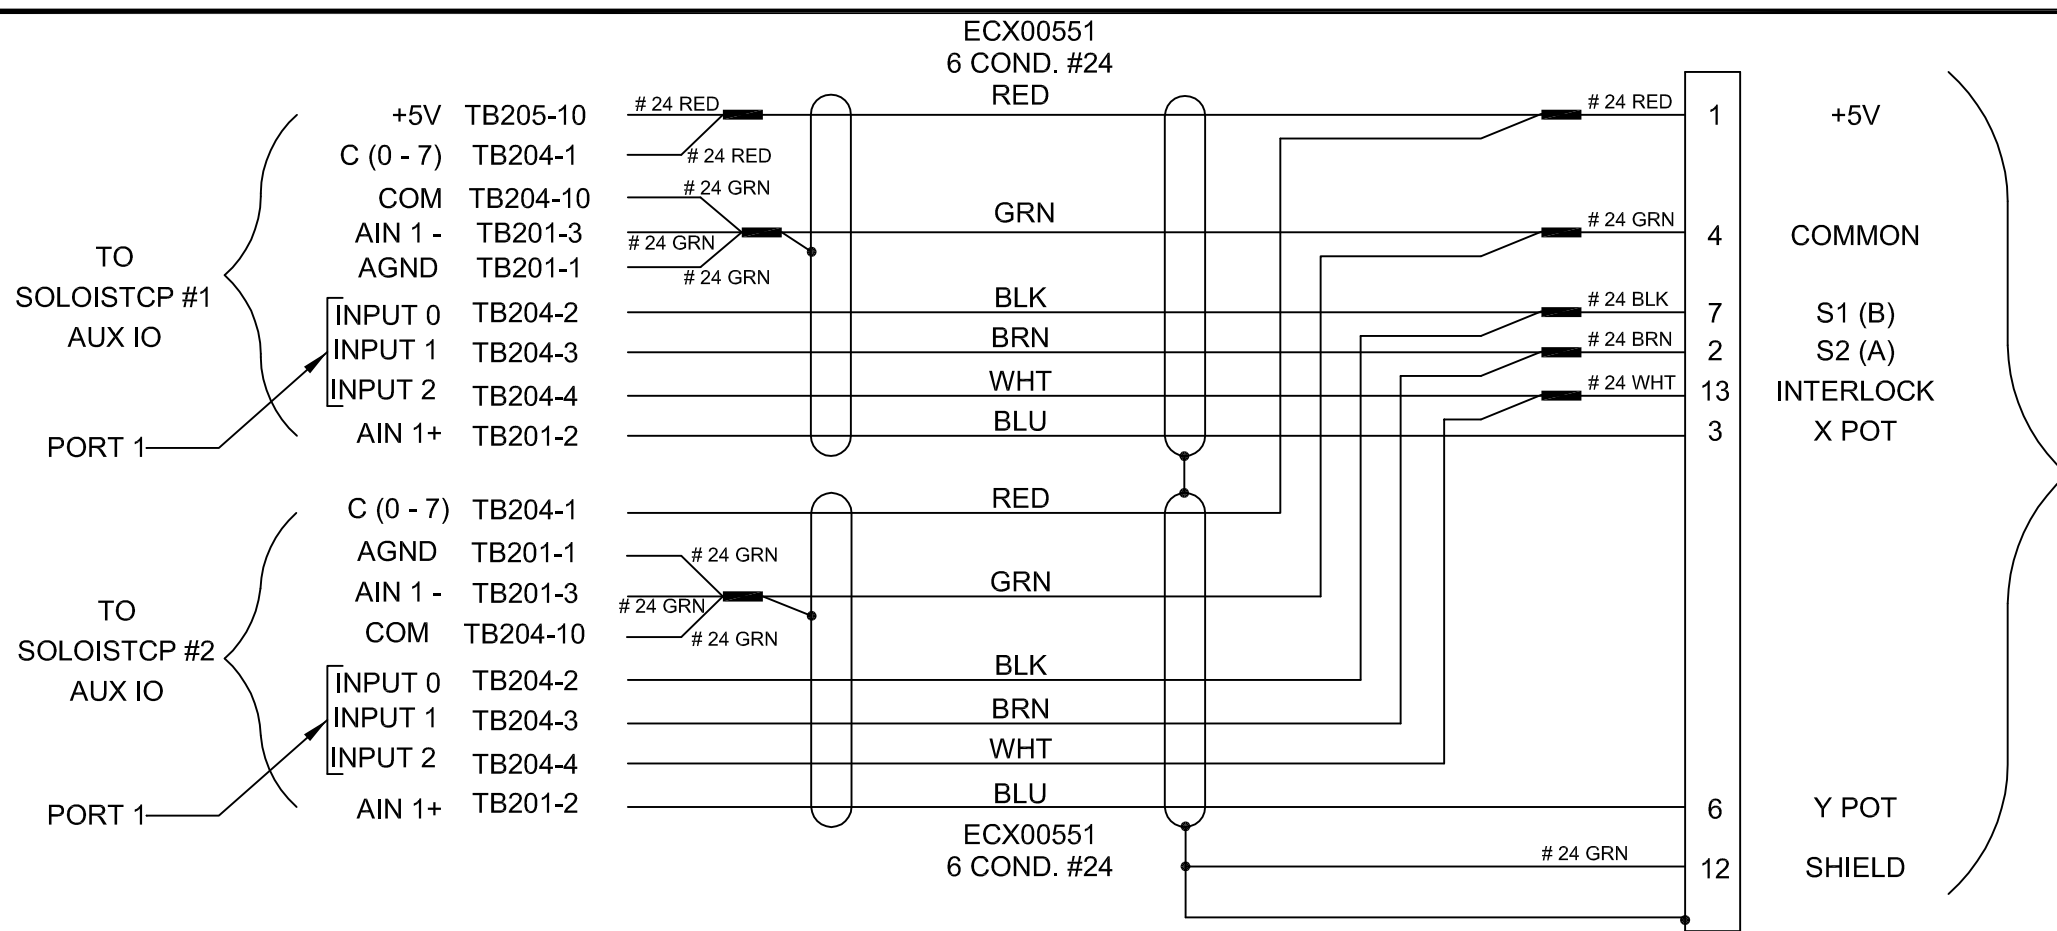 ECX00551
6 COND. #24
RED
+5V TB205-10 # 24 RED # 24 RED 1 +5V
C (0 - 7) TB204-1 # 24 RED
COM TB204-10 # 24 GRN
GRN
AIN 1 - TB201-3 # 24 GRN # 24 GRN 4 COMMON
AGND TB201-1 # 24 GRN
TO
SOLOISTCP #1
AUX IO
BLK
INPUT 0 TB204-2 # 24 BLK 7 S1 (B)
BRN
INPUT 1 TB204-3 # 24 BRN 2 S2 (A)
WHT
INPUT 2 TB204-4 # 24 WHT 13 INTERLOCK
BLU
AIN 1+ TB201-2 3 X POT
PORT 1
RED
C (0 - 7) TB204-1
AGND TB201-1 # 24 GRN
GRN
AIN 1 - TB201-3 # 24 GRN
COM TB204-10 # 24 GRN
TO
SOLOISTCP #2
AUX IO
BLK
INPUT 0 TB204-2
BRN
INPUT 1 TB204-3
WHT
INPUT 2 TB204-4
BLU
AIN 1+ TB201-2 6 Y POT
PORT 1
ECX00551
6 COND. #24
# 24 GRN 12 SHIELD